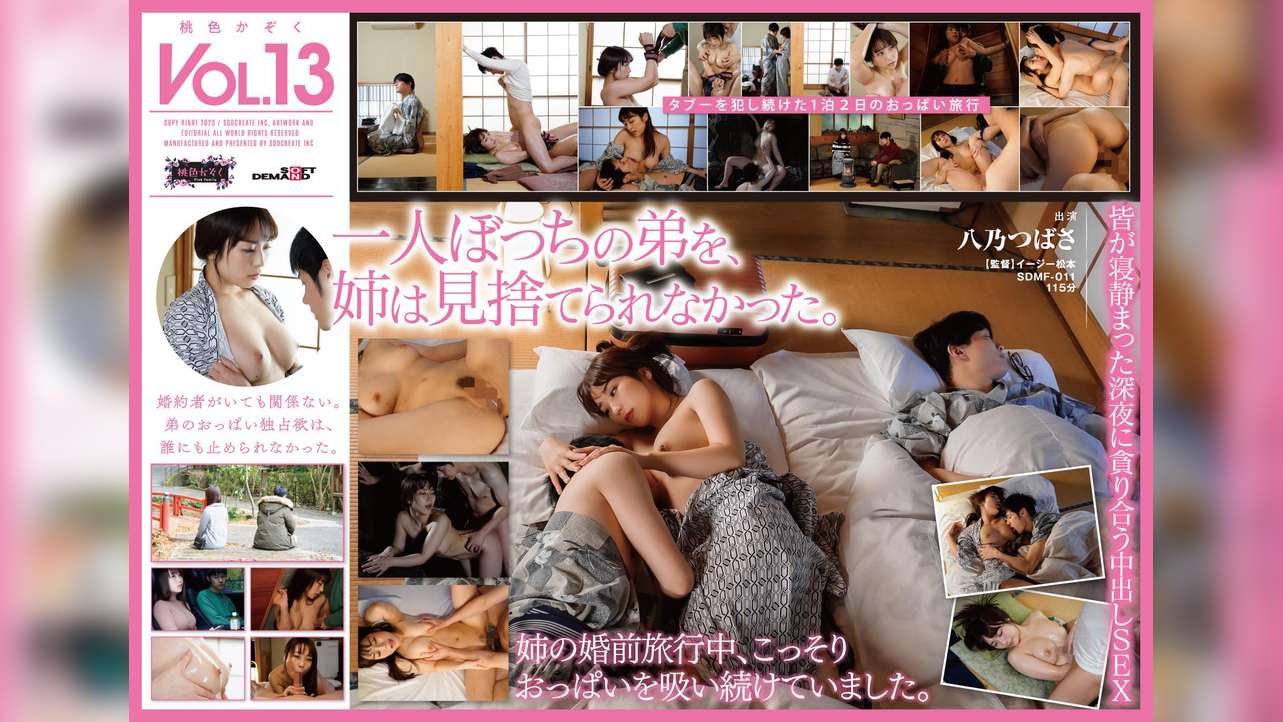 桃色かぞく
VOL.13
COPY RIGHT 2023 / SODCREATE INC, ARTWORK AND
EDITORIAL ALL WORLD RIGHTS RESERVED
MANUFACTURED AND PRESENTED BY SODCREATE INC.
桃色かぞく
Pink Family
SOFT
DEMAND
タブーを犯し続けた1泊2日のおっぱい旅行
一人ぼっちの弟を、
姉は見捨てられなかった。
出演
八乃つばさ
【監督】イージー松本
SDMF-011
115分
皆が寝静まった深夜に貪り合う中出しSEX
婚約者がいても関係ない。
弟のおっぱい独占欲は、
誰にも止められなかった。
姉の婚前旅行中、こっそり
おっぱいを吸い続けていました。